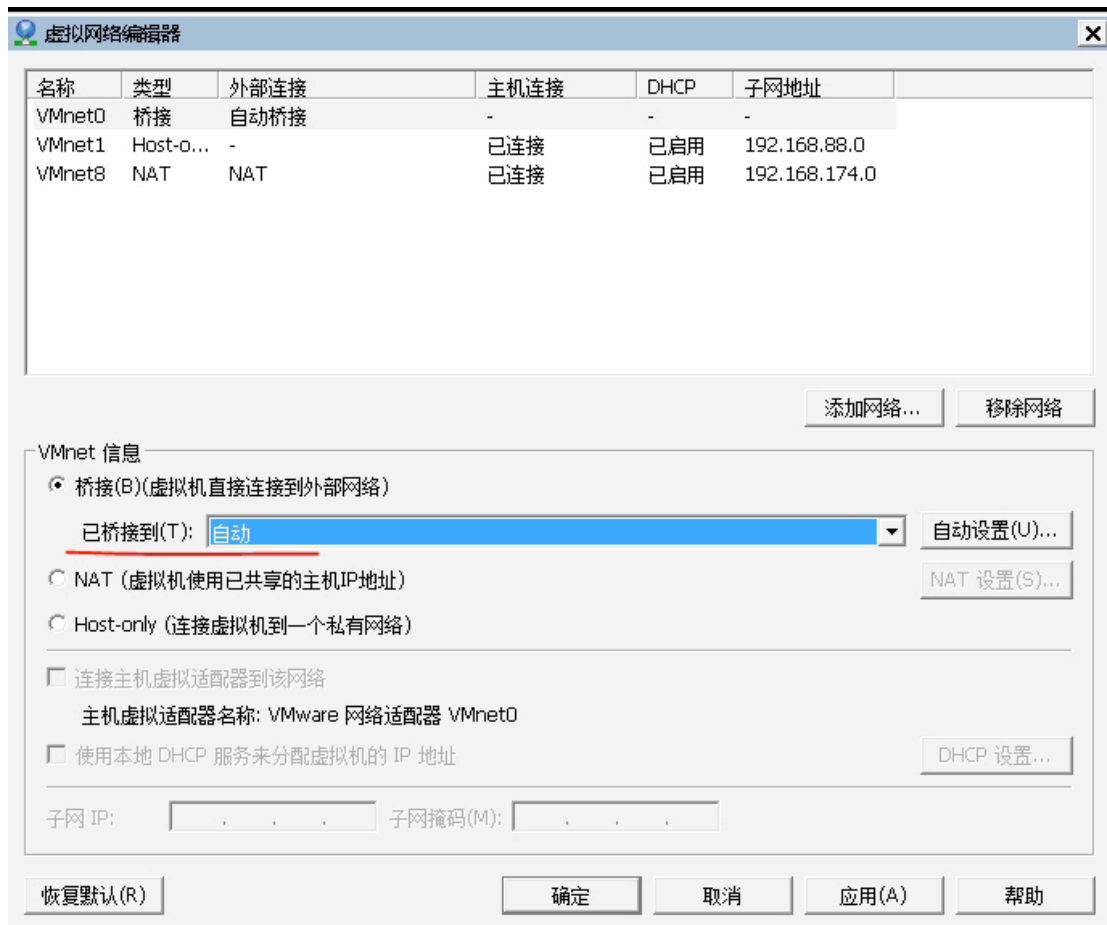 虚拟网络编辑器
名称 类型 外部连接 主机连接 DHCP 子网地址
VMnet0 桥接 自动桥接 - - -
VMnet1 Host-o... - 已连接 已启用 192.168.88.0
VMnet8 NAT NAT 已连接 已启用 192.168.174.0
添加网络... 移除网络
VMnet 信息
桥接(B)(虚拟机直接连接到外部网络)
已桥接到(T): 自动 自动设置(U)...
NAT (虚拟机使用已共享的主机IP地址) NAT 设置(S)...
Host-only (连接虚拟机到一个私有网络)
连接主机虚拟适配器到该网络
主机虚拟适配器名称: VMware 网络适配器 VMnet0
使用本地 DHCP 服务来分配虚拟机的 IP 地址 DHCP 设置...
子网 IP: . . . 子网掩码(M): . . .
恢复默认(R) 确定 取消 应用(A) 帮助